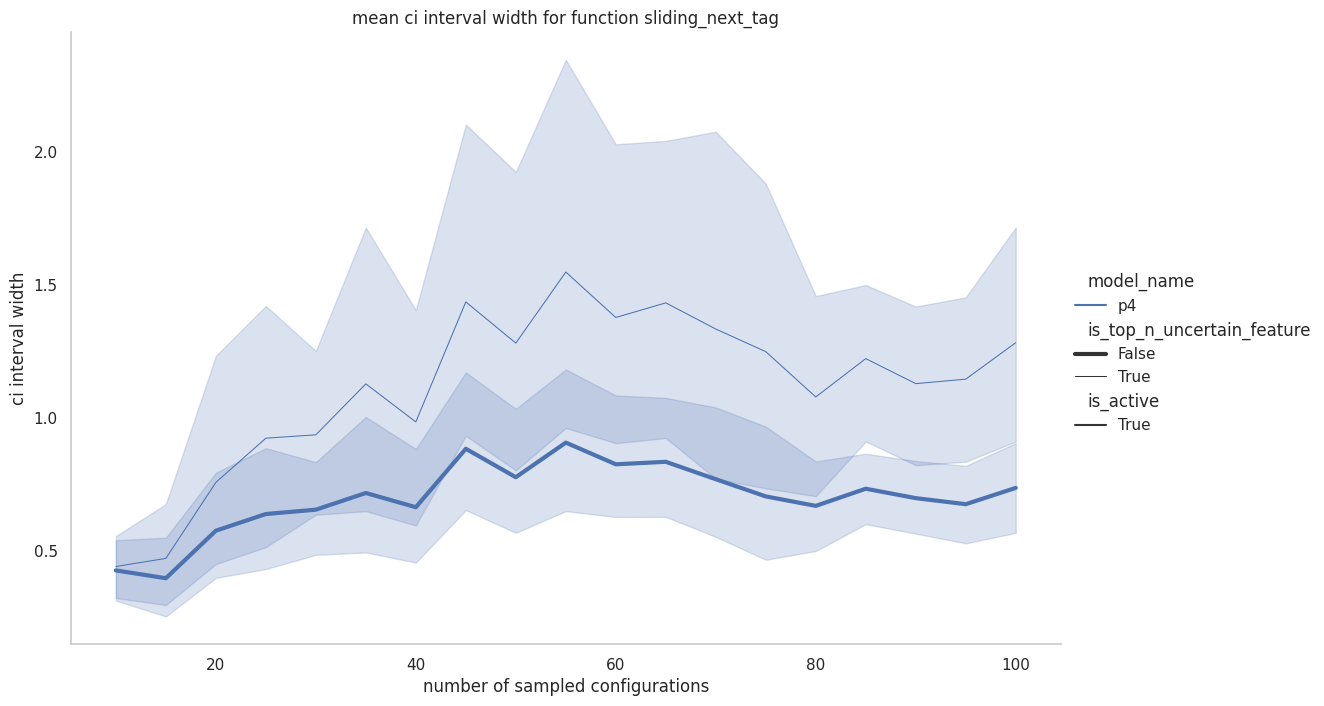 mean ci interval width for function sliding_next_tag
ci interval width
2.0
1.5
1.0
0.5
20
40
60
80
100
number of sampled configurations
model_name
p4
is_top_n_uncertain_feature
False
True
is_active
True